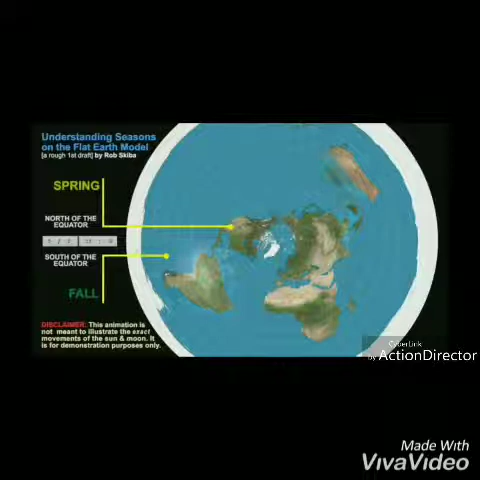 Understanding Seasons
on the Flat Earth Model
[a rough 1st draft] by Rob Skiba
SPRING
NORTH OF THE
EQUATOR
SOUTH OF THE
EQUATOR
FALL
DISCLAIMER: This animation is
not meant to illustrate the exact
movements of the sun & moon. It
is for demonstration purposes only.
CyberLink
by ActionDirector
Made With
VivaVideo